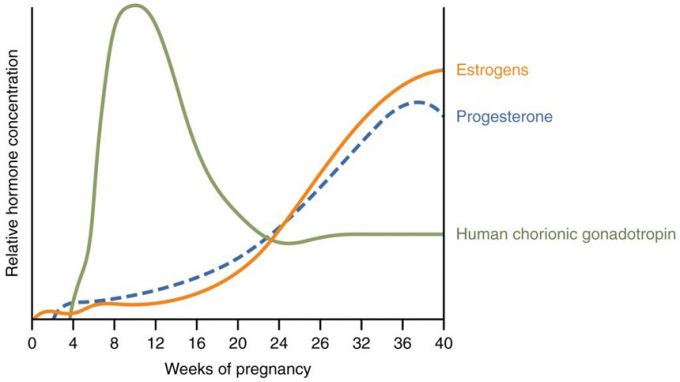 Relative hormone concentration
Estrogens
Progesterone
Human chorionic gonadotropin
0 4 8 12 16 20 24 28 32 36 40
Weeks of pregnancy